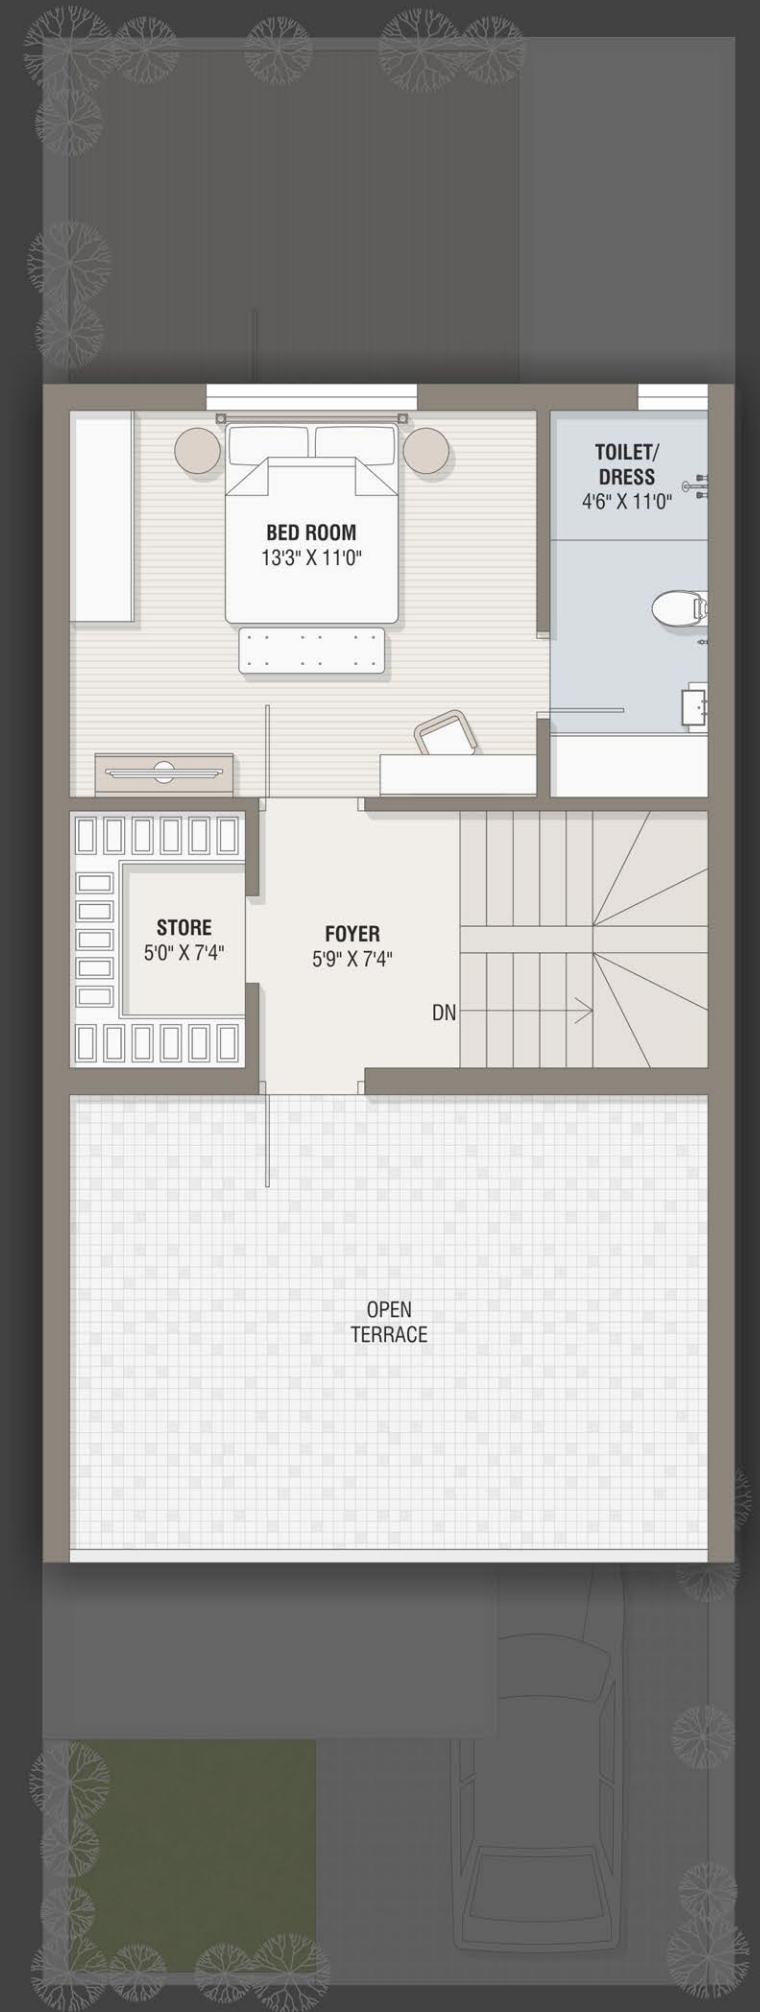 TOILET/
DRESS
4'6" X 11'0"
BED ROOM
13'3" X 11'0"
STORE
5'0" X 7'4"
FOYER
5'9" X 7'4"
DN
OPEN
TERRACE